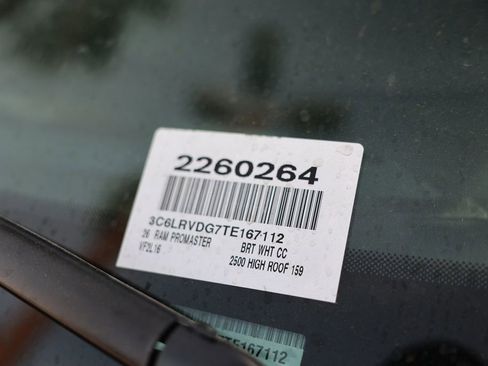 2260264
3C6LRVDG7TE167112
26 RAM PROMASTER BRT WHT CC
VF2L16 2500 HIGH ROOF 159
TE167112